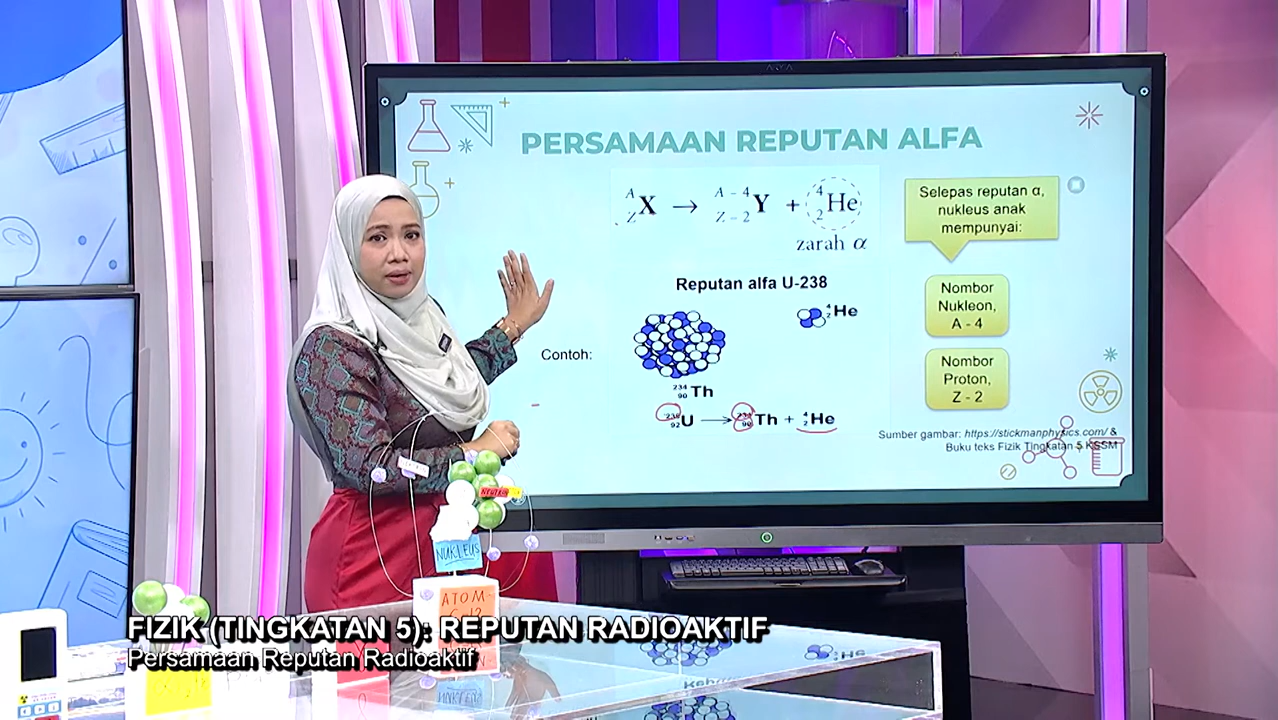 PERSAMAAN REPUTAN ALFA
A Z X → A – 4 Z – 2 Y + 4 2 He
zarah α
Selepas reputan α,
nukleus anak
mempunyai:
Nombor
Nukleon,
A - 4
Nombor
Proton,
Z - 2
Reputan alfa U-238
4 2 He
Contoh:
234 90 Th
238 92 U → 234 90 Th + 4 2 He
Sumber gambar: https://stickmanphysics.com/ &
Buku teks Fizik Tingkatan 5 KSSM
NEUTRON
NUKLEUS
ATOM
FIZIK (TINGKATAN 5): REPUTAN RADIOAKTIF
Persamaan Reputan Radioaktif